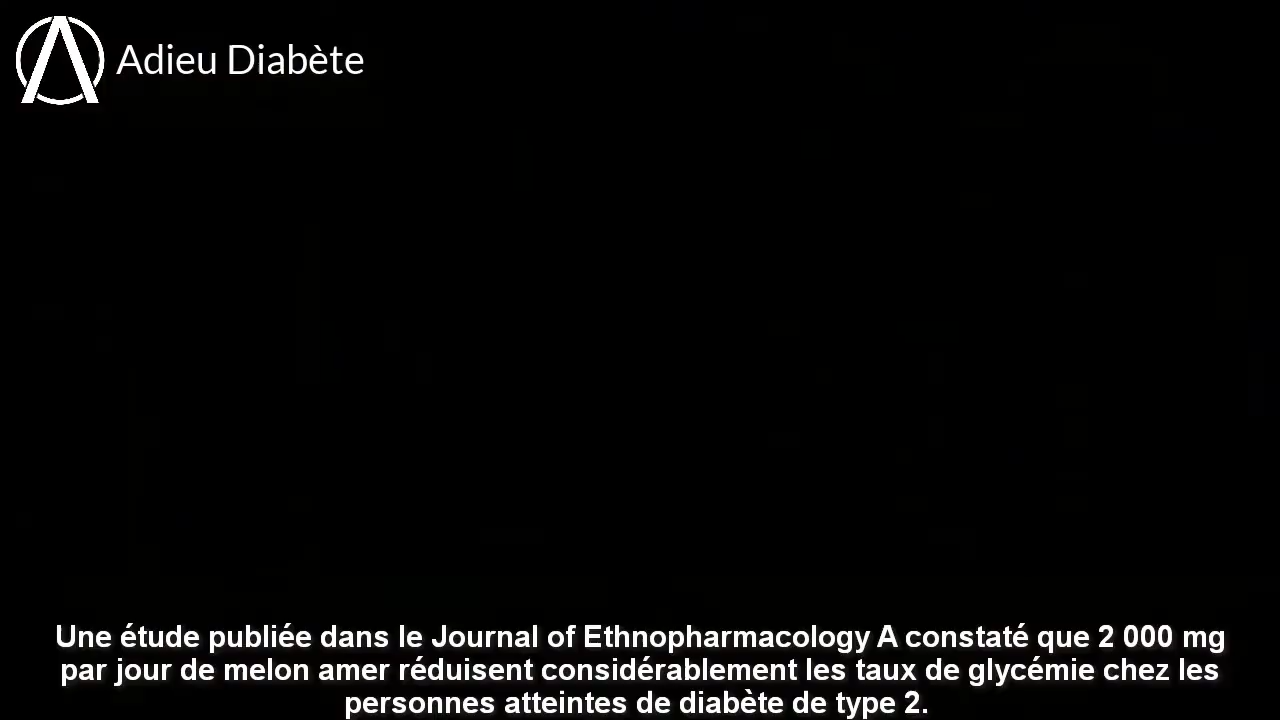 Adieu Diabète
Une étude publiée dans le Journal of Ethnopharmacology A constaté que 2 000 mg
par jour de melon amer réduisent considérablement les taux de glycémie chez les
personnes atteintes de diabète de type 2.